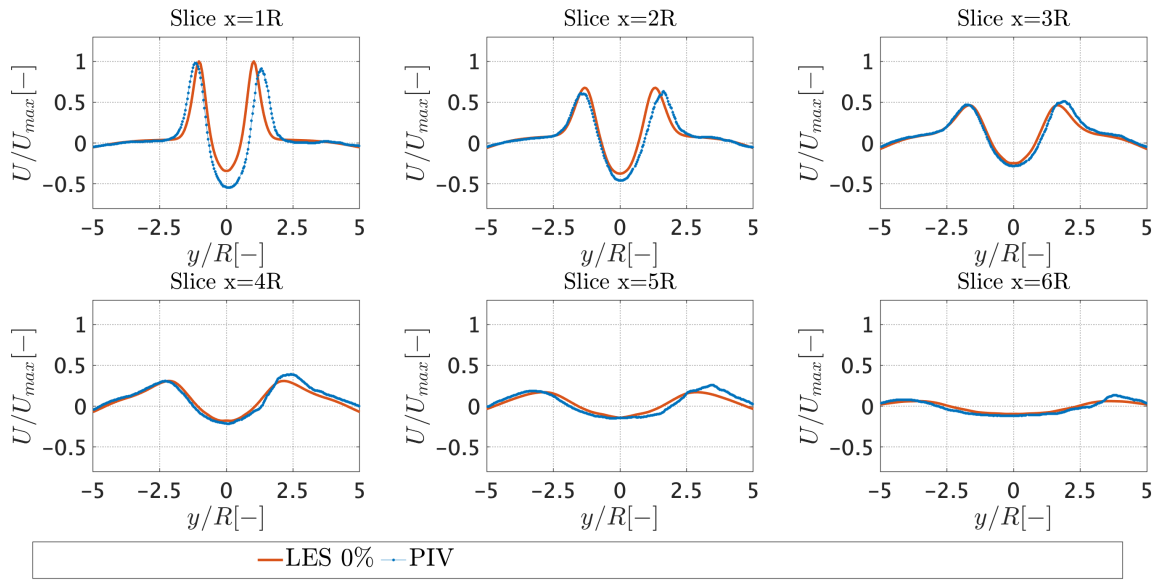 Slice x=1R Slice x=2R Slice x=3R
U/U_max[−] 1 0.5 0 -0.5 U/U_max[−] 1 0.5 0 -0.5 U/U_max[−] 1 0.5 0 -0.5
-5 -2.5 0 2.5 5 -5 -2.5 0 2.5 5 -5 -2.5 0 2.5 5
y/R[−] y/R[−] y/R[−]
Slice x=4R Slice x=5R Slice x=6R
U/U_max[−] 1 0.5 0 -0.5 U/U_max[−] 1 0.5 0 -0.5 U/U_max[−] 1 0.5 0 -0.5
-5 -2.5 0 2.5 5 -5 -2.5 0 2.5 5 -5 -2.5 0 2.5 5
y/R[−] y/R[−] y/R[−]
LES 0% PIV